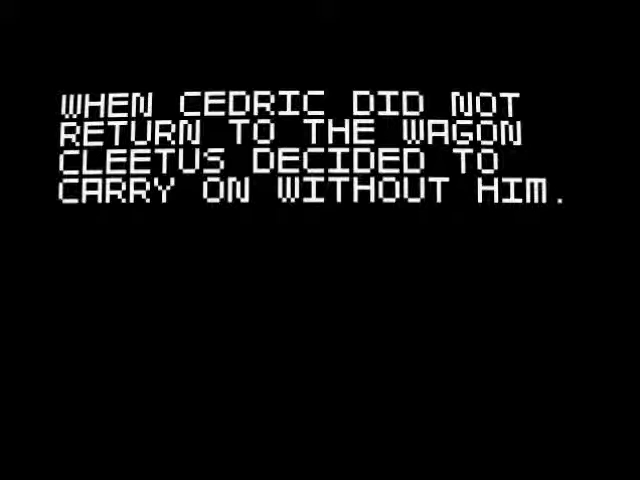 WHEN CEDRIC DID NOT
RETURN TO THE WAGON
CLEETUS DECIDED TO
CARRY ON WITHOUT HIM.